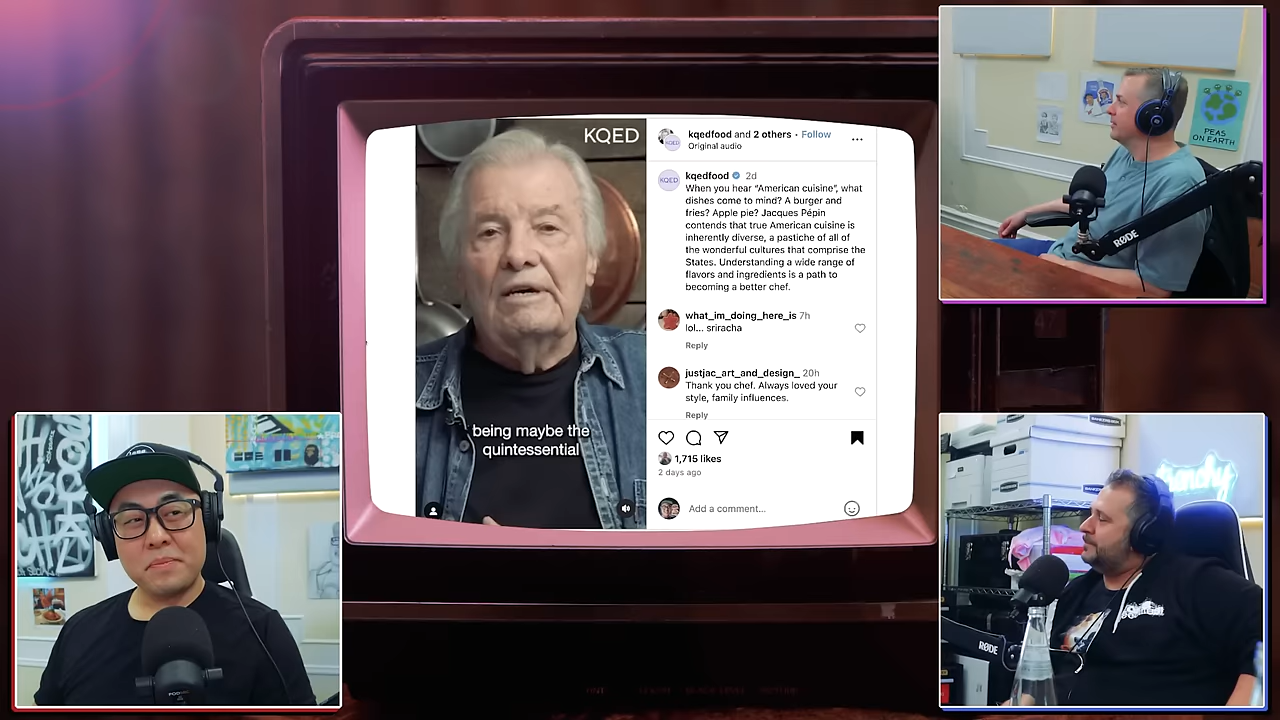 KQED
being maybe the
quintessential
kqedfood and 2 others • Follow
Original audio
KQED
kqedfood 2d
When you hear “American cuisine”, what
dishes come to mind? A burger and
fries? Apple pie? Jacques Pépin
contends that true American cuisine is
inherently diverse, a pastiche of all of
the wonderful cultures that comprise the
States. Understanding a wide range of
flavors and ingredients is a path to
becoming a better chef.
what_im_doing_here_is 7h
lol... sriracha
Reply
justjac_art_and_design_ 20h
Thank you chef. Always loved your
style, family influences.
Reply
1,715 likes
2 days ago
Add a comment...
PEAS
ON EARTH
RØDE
RØDE